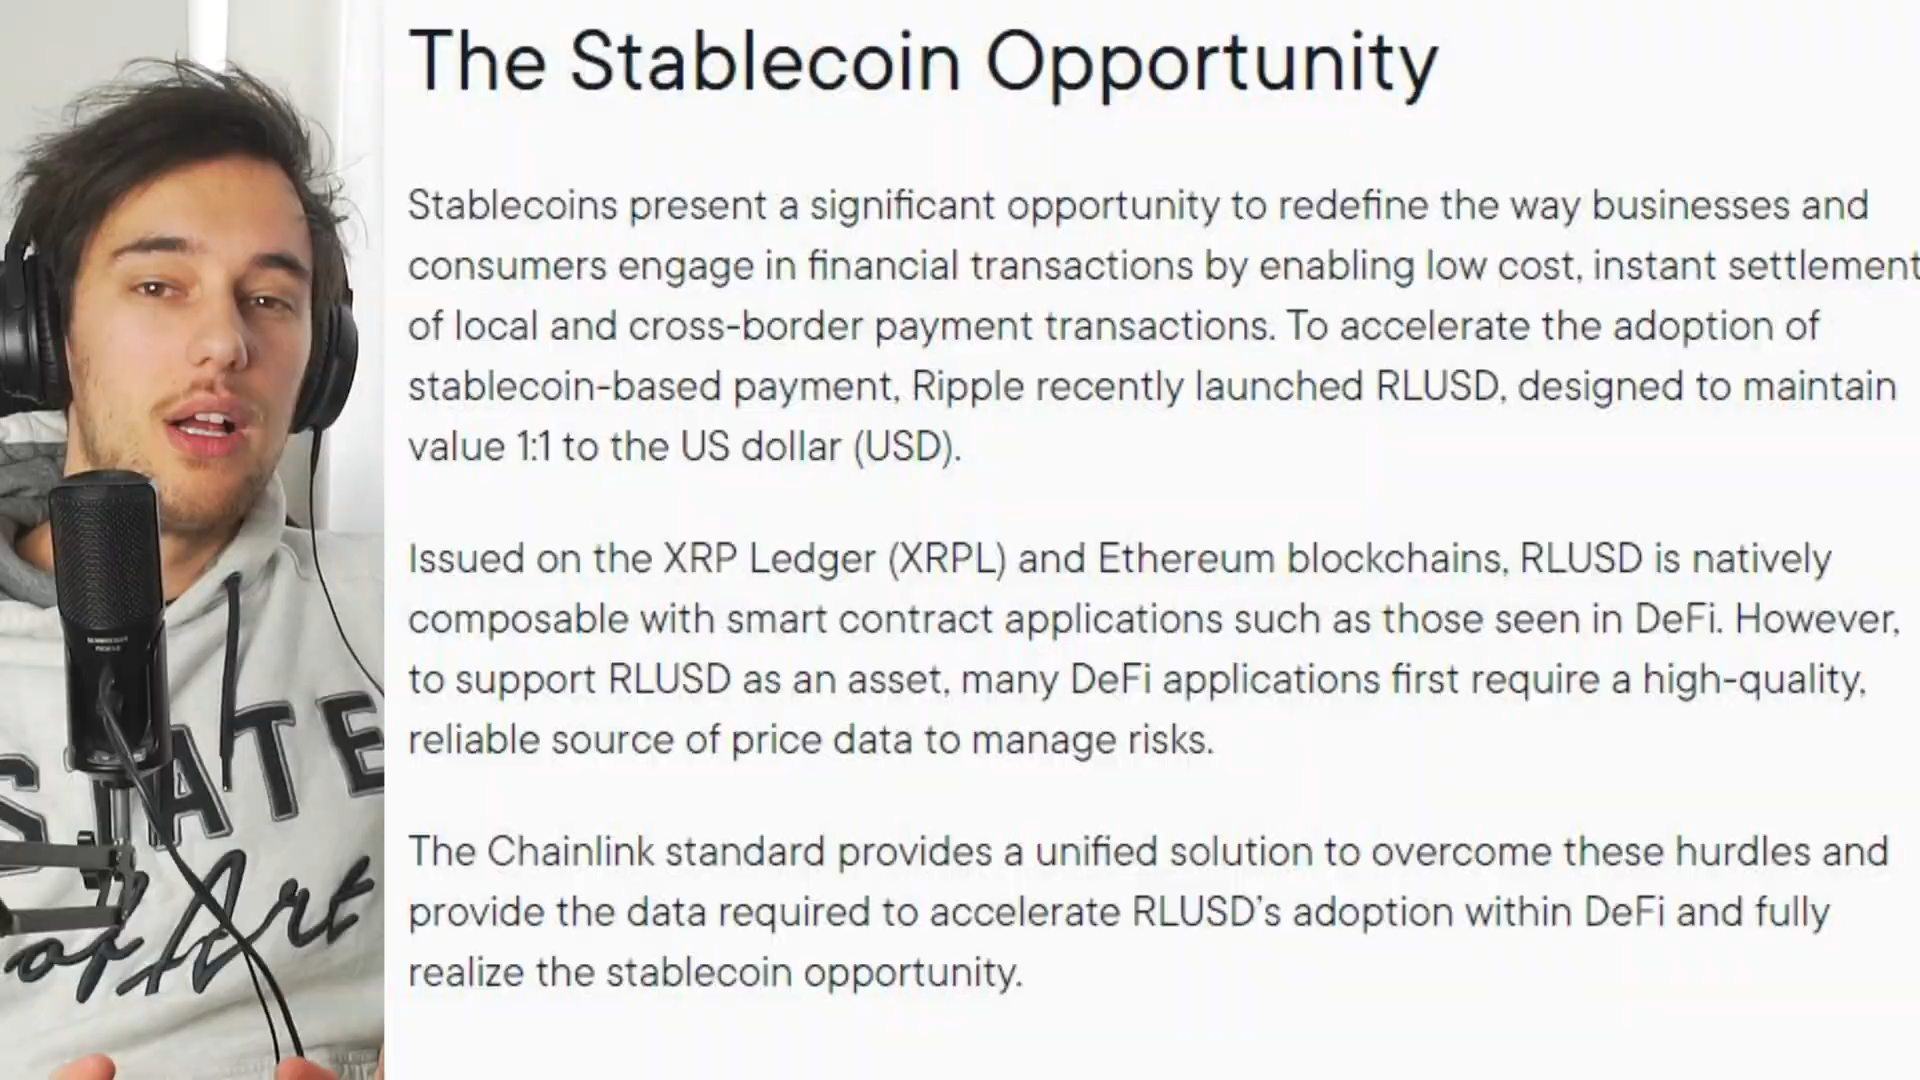 The Stablecoin Opportunity
Stablecoins present a significant opportunity to redefine the way businesses and
consumers engage in financial transactions by enabling low cost, instant settlement
of local and cross-border payment transactions. To accelerate the adoption of
stablecoin-based payment, Ripple recently launched RLUSD, designed to maintain
value 1:1 to the US dollar (USD).
Issued on the XRP Ledger (XRPL) and Ethereum blockchains, RLUSD is natively
composable with smart contract applications such as those seen in DeFi. However,
to support RLUSD as an asset, many DeFi applications first require a high-quality,
reliable source of price data to manage risks.
The Chainlink standard provides a unified solution to overcome these hurdles and
provide the data required to accelerate RLUSD's adoption within DeFi and fully
realize the stablecoin opportunity.
STATE
of Art